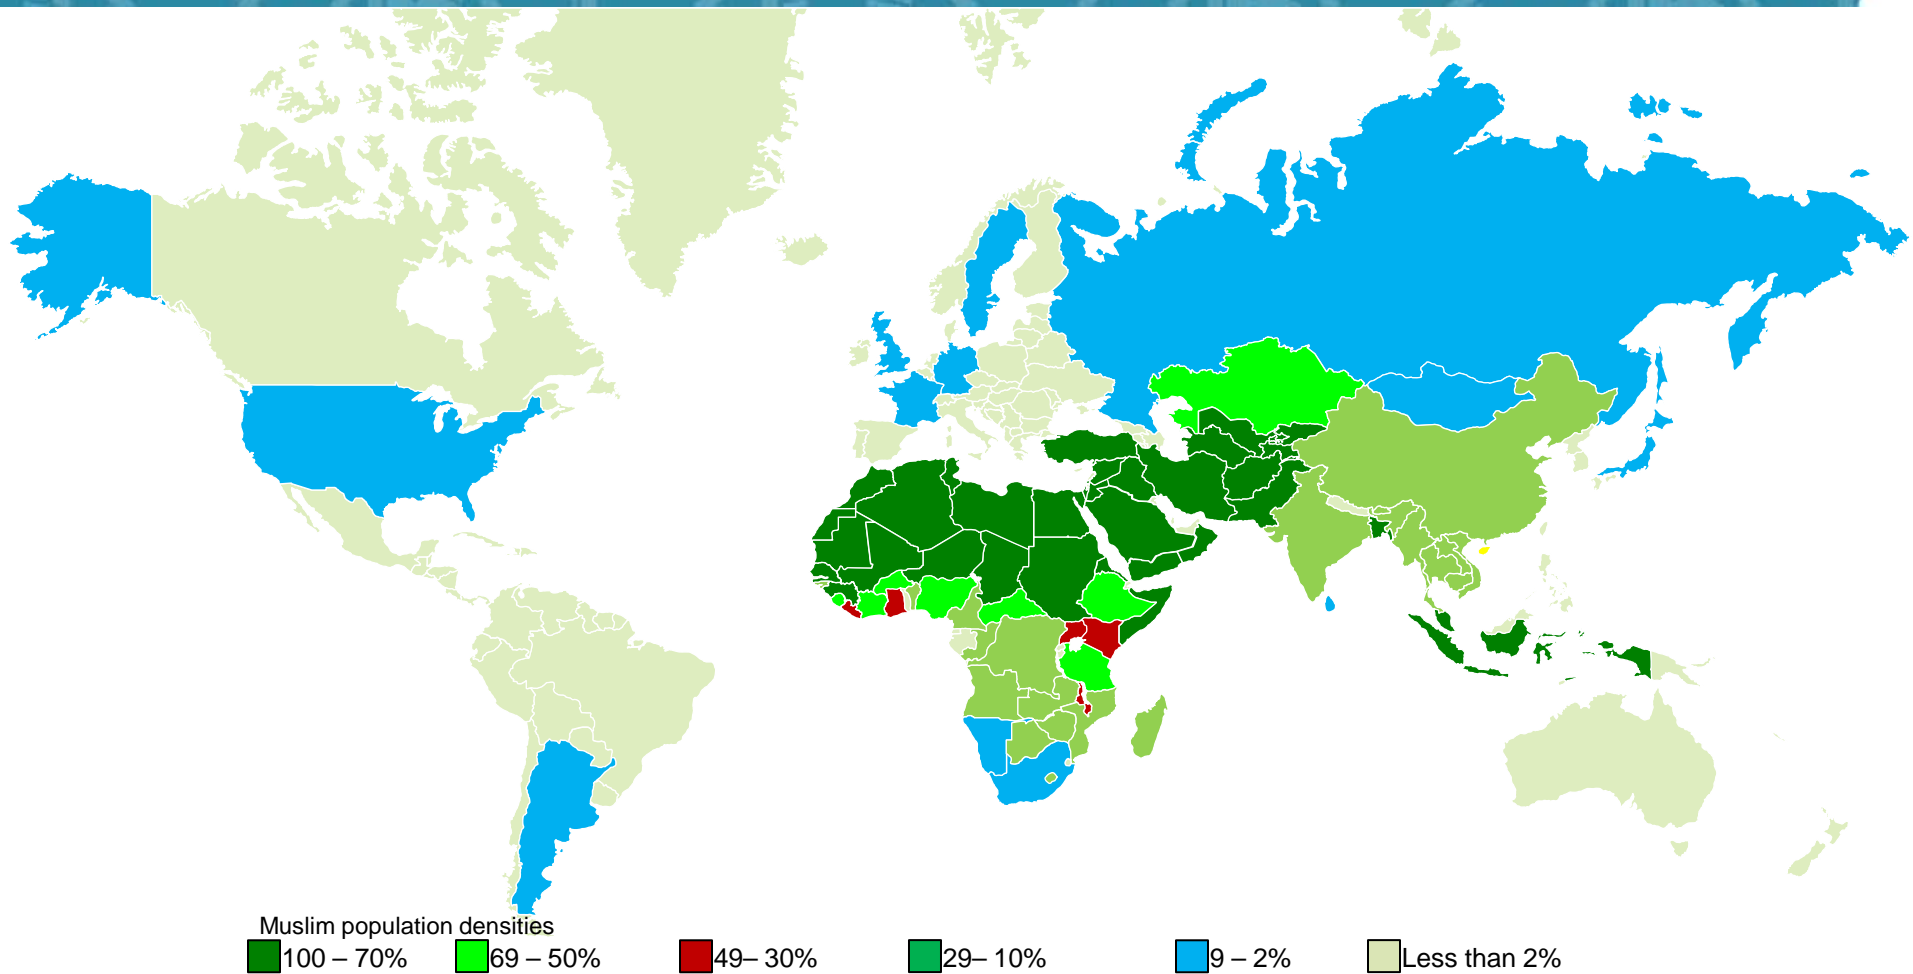 Muslim population densities
100 – 70% 69 – 50% 49– 30% 29– 10% 9 – 2% Less than 2%